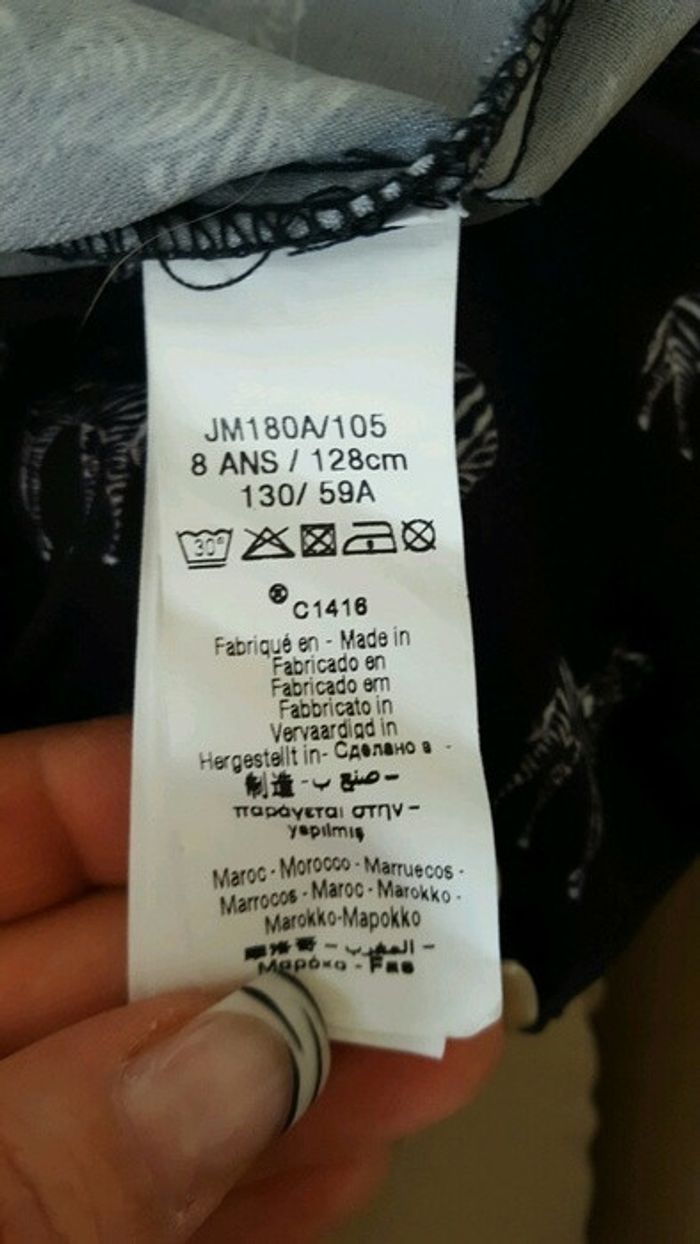 JM180A/105
8 ANS / 128cm
130/ 59A
30°
C1416
Fabriqué en - Made in
Fabricado en
Fabricado em
Fabbricato in
Vervaardigd in
Hergestellt in- Сделано в -
制造 - صنع ب -
παράγεται στην -
yapılmış
Maroc - Morocco - Marruecos -
Marrocos - Maroc - Marokko -
Marokko-Марокко
المغرب -
Μαρόκο - Fas